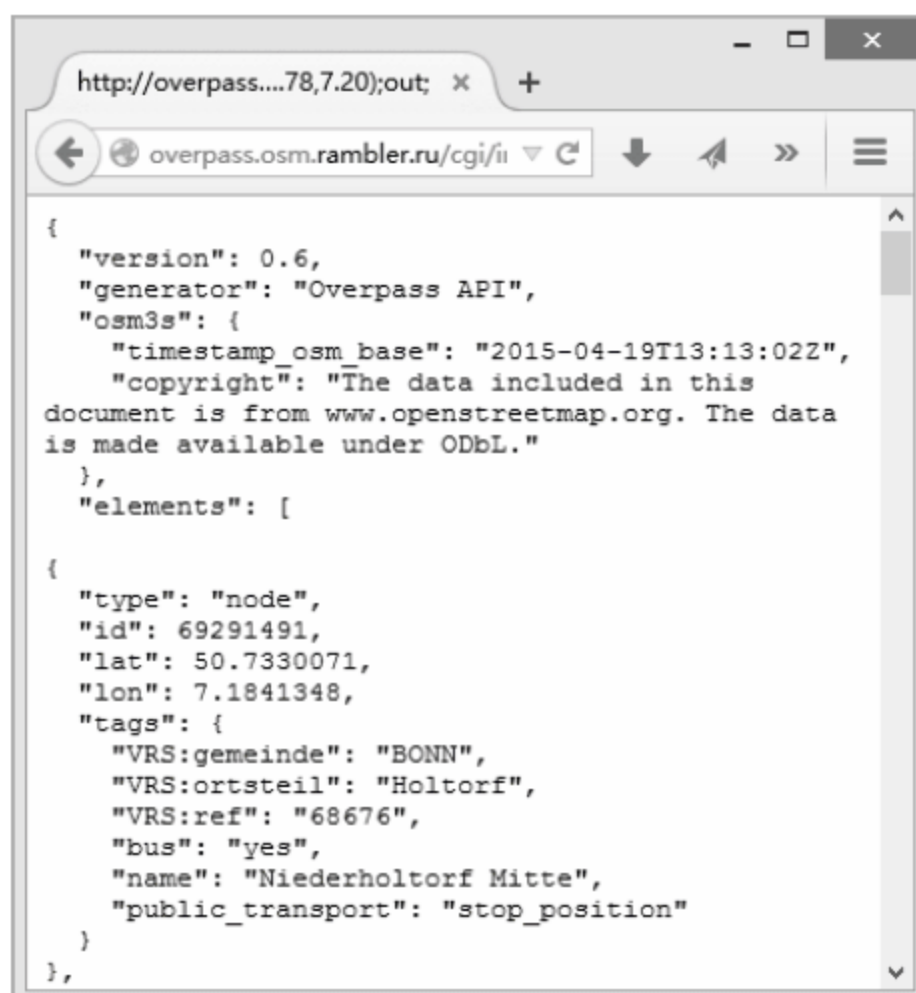 http://overpass....78,7.20);out;
overpass.osm.rambler.ru/cgi/i
{
  "version": 0.6,
  "generator": "Overpass API",
  "osm3s": {
    "timestamp_osm_base": "2015-04-19T13:13:02Z",
    "copyright": "The data included in this
document is from www.openstreetmap.org. The data
is made available under ODbL."
  },
  "elements": [
{
  "type": "node",
  "id": 69291491,
  "lat": 50.7330071,
  "lon": 7.1841348,
  "tags": {
    "VRS:gemeinde": "BONN",
    "VRS:ortsteil": "Holtorf",
    "VRS:ref": "68676",
    "bus": "yes",
    "name": "Niederholtorf Mitte",
    "public_transport": "stop_position"
  }
},